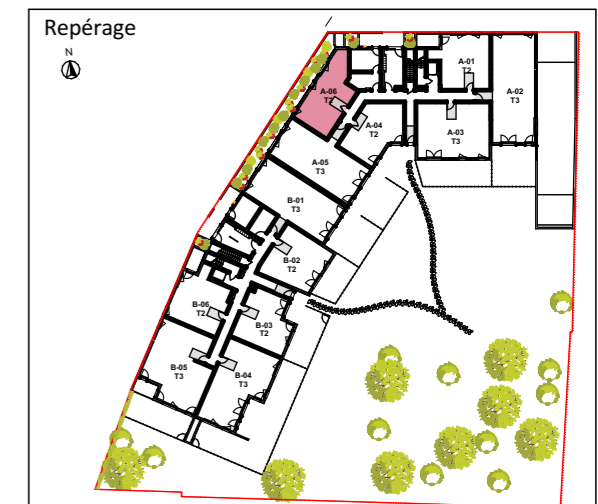 Repérage
N
A-01
T2
A-02
T3
A-06
T2
A-04
T2
A-03
T3
A-05
T3
B-01
T3
B-02
T2
B-06
T2
B-03
T2
B-05
T3
B-04
T3